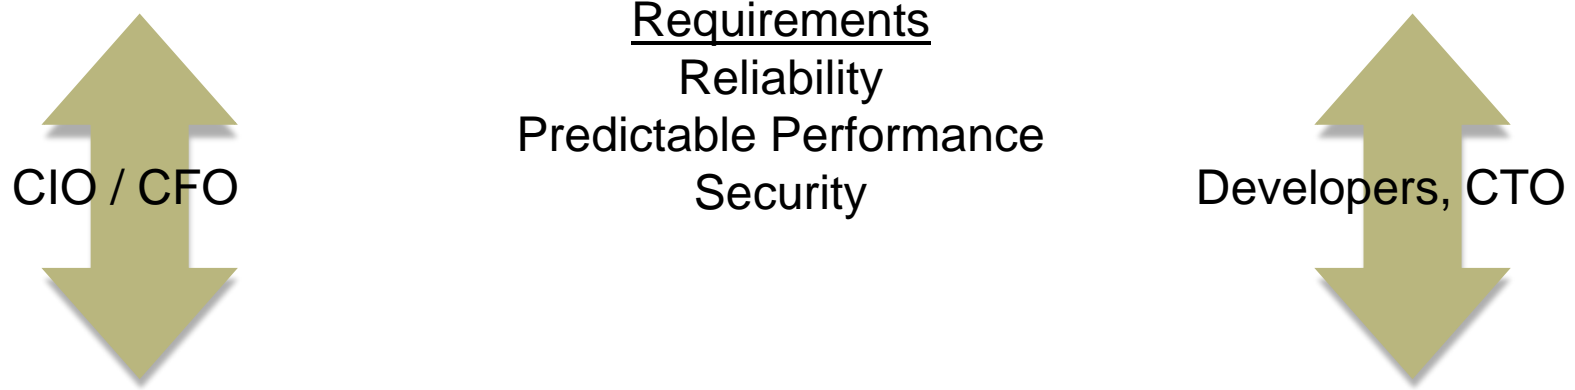 Requirements
Reliability
Predictable Performance
Security
CIO / CFO
Developers, CTO